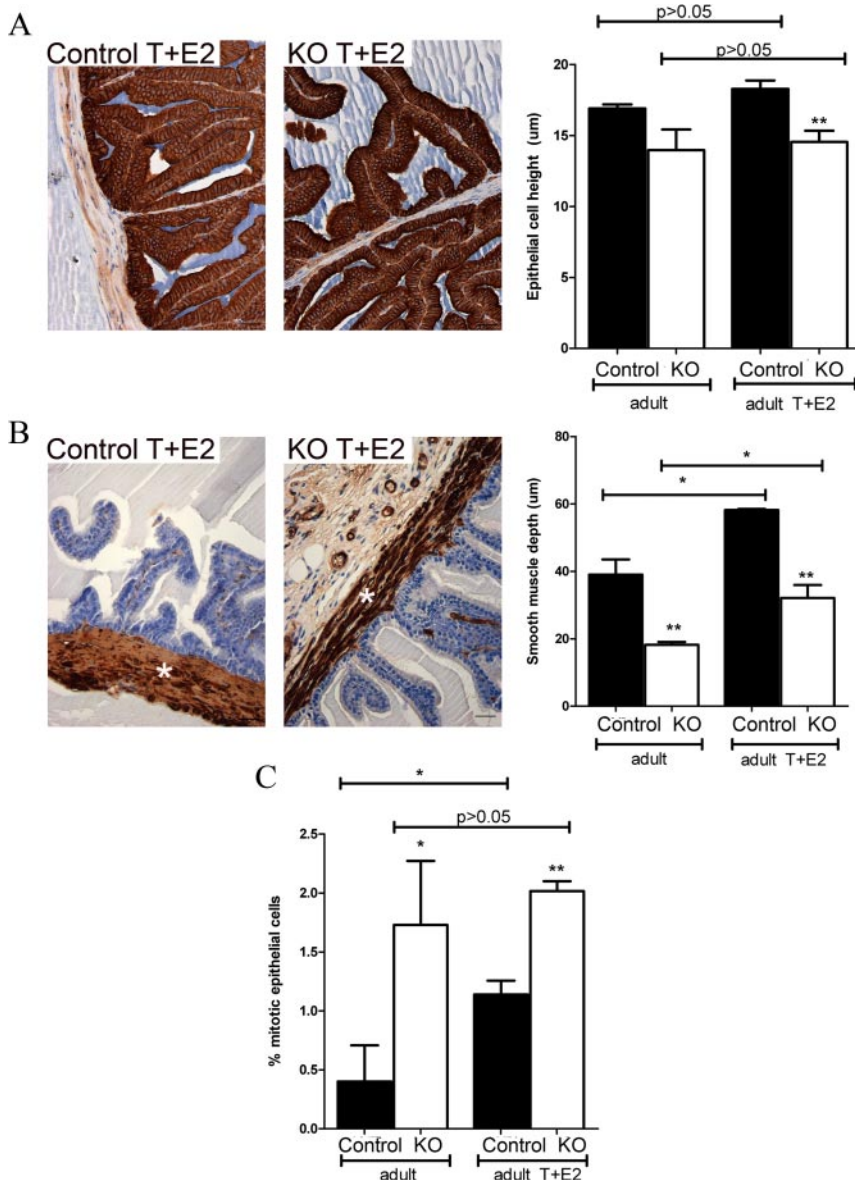 A
Control T+E2
KO T+E2
p>0.05
p>0.05
Epithelial cell height (um)
20
15
10
5
0
**
Control KO
Control KO
adult
adult T+E2
B
Control T+E2
KO T+E2
*
*
Smooth muscle depth (um)
80
60
40
20
0
*
*
**
**
Control KO
Control KO
adult
adult T+E2
C
*
p>0.05
% mitotic epithelial cells
2.5
2.0
1.5
1.0
0.5
0.0
*
**
Control KO
Control KO
adult
adult T+E2